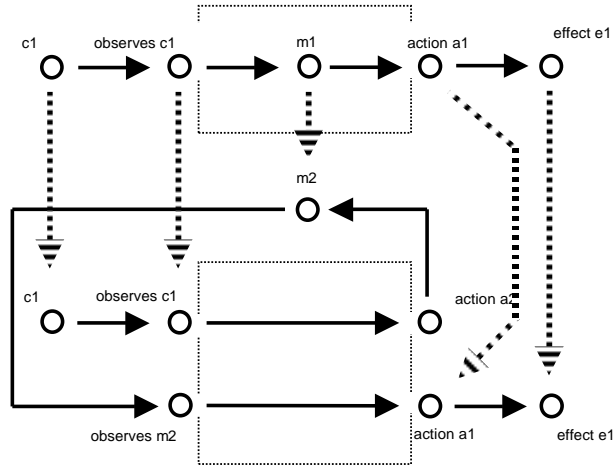 c1
observes c1
m1
action a1
effect e1
m2
c1
observes c1
action a2
observes m2
action a1
effect e1